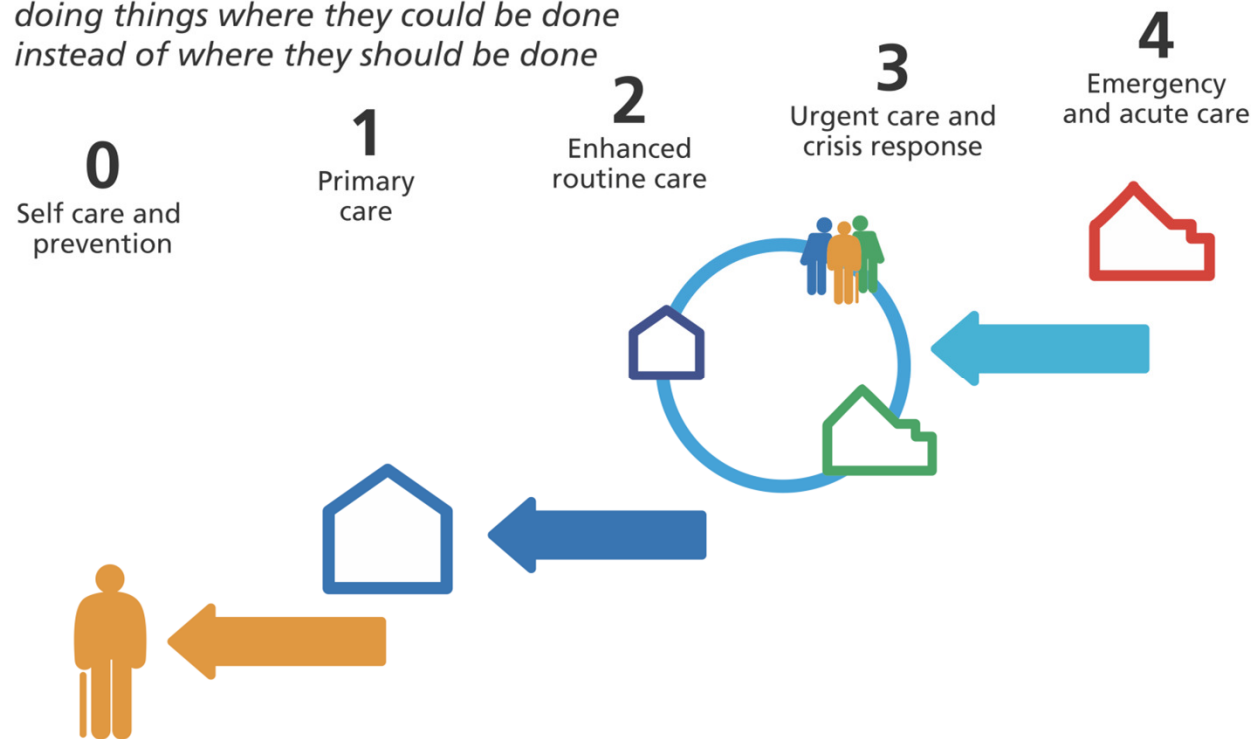 doing things where they could be done
instead of where they should be done
0
Self care and
prevention
1
Primary
care
2
Enhanced
routine care
3
Urgent care and
crisis response
4
Emergency
and acute care